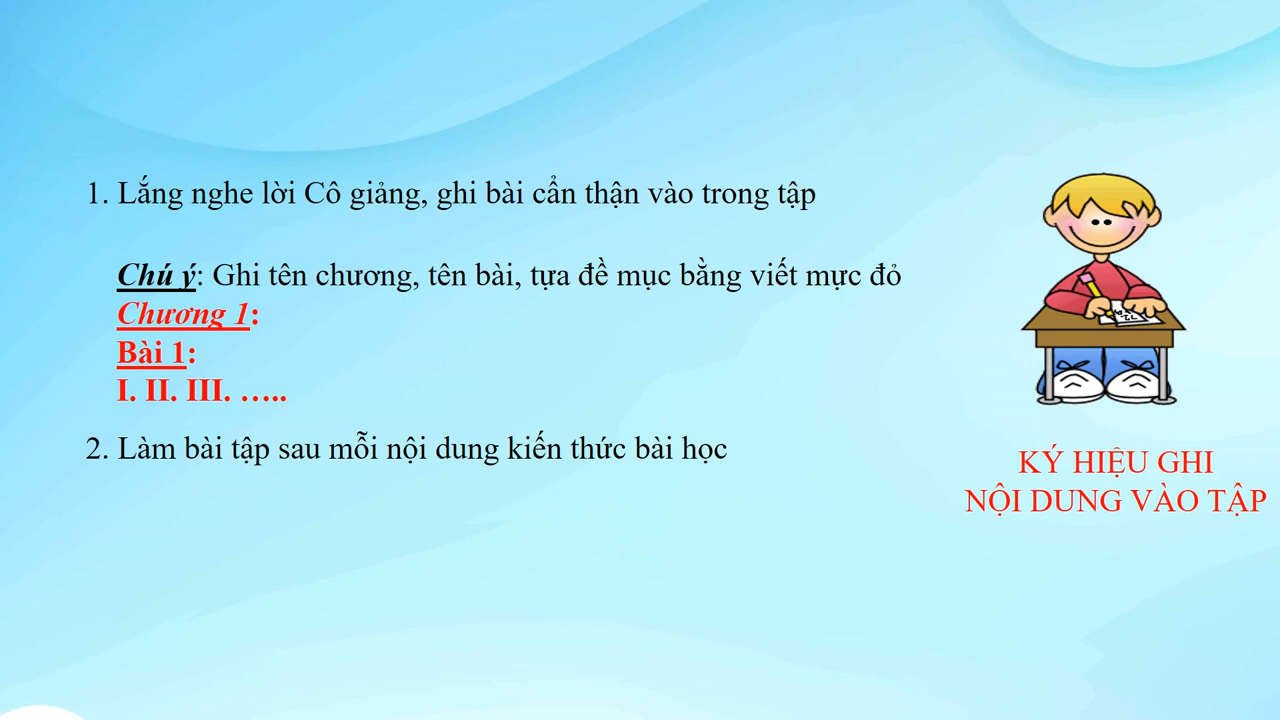 1. Lắng nghe lời Cô giảng, ghi bài cẩn thận vào trong tập
Chú ý: Ghi tên chương, tên bài, tựa đề mục bằng viết mực đỏ
Chương 1:
Bài 1:
I. II. III. …..
2. Làm bài tập sau mỗi nội dung kiến thức bài học
KÝ HIỆU GHI
NỘI DUNG VÀO TẬP